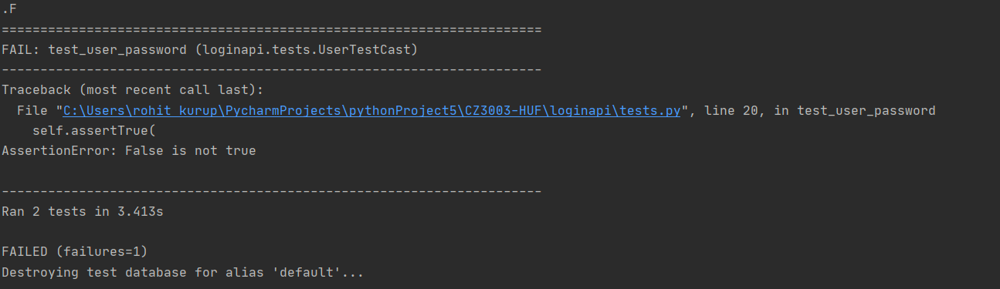 .F
======================================================================
FAIL: test_user_password (loginapi.tests.UserTestCast)
----------------------------------------------------------------------
Traceback (most recent call last):
  File "C:\Users\rohit kurup\PycharmProjects\pythonProject5\CZ3003-HUF\loginapi\tests.py", line 20, in test_user_password
    self.assertTrue(
AssertionError: False is not true

----------------------------------------------------------------------
Ran 2 tests in 3.413s

FAILED (failures=1)
Destroying test database for alias 'default'...